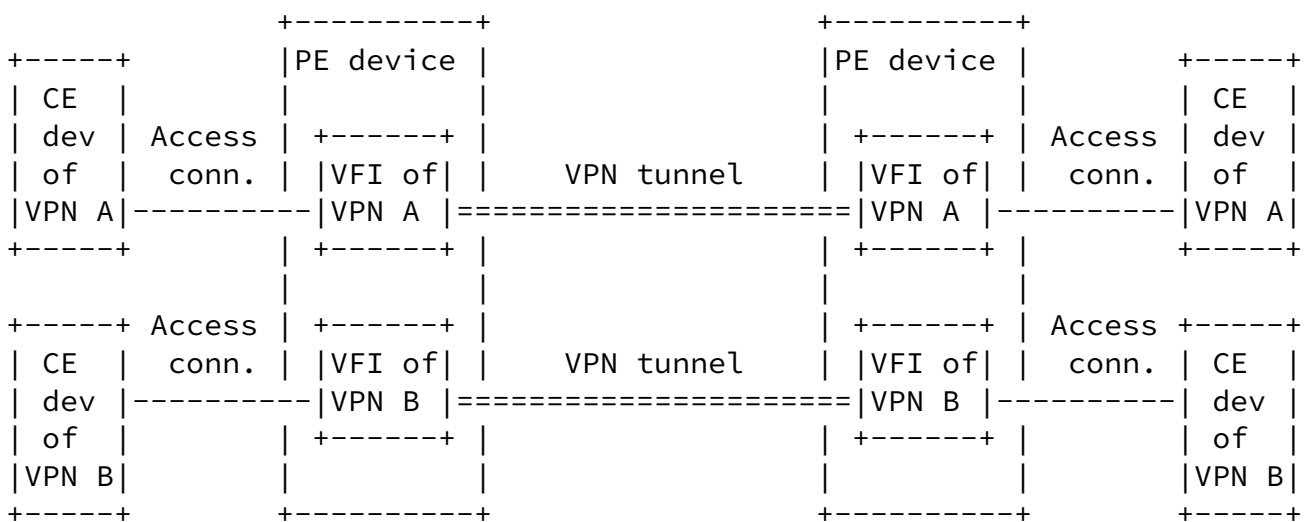 +----------+                   +----------+
+-----+        |PE device |                   |PE device |        +-----+
| CE  |        |          |                   |          |        | CE  |
| dev | Access | +------+ |                   | +------+ | Access | dev |
| of  |  conn. | |VFI of| |    VPN tunnel     | |VFI of| |  conn. | of  |
|VPN A|----------|VPN A |======================|VPN A |----------|VPN A|
+-----+        | +------+ |                   | +------+ |        +-----+
|          |                   |          |
+-----+ Access | +------+ |                   | +------+ | Access +-----+
| CE  |  conn. | |VFI of| |    VPN tunnel     | |VFI of| |  conn. | CE  |
| dev |----------|VPN B |======================|VPN B |----------| dev |
| of  |        | +------+ |                   | +------+ |        | of  |
|VPN B|        |          |                   |          |        |VPN B|
+-----+        +----------+                   +----------+        +-----+